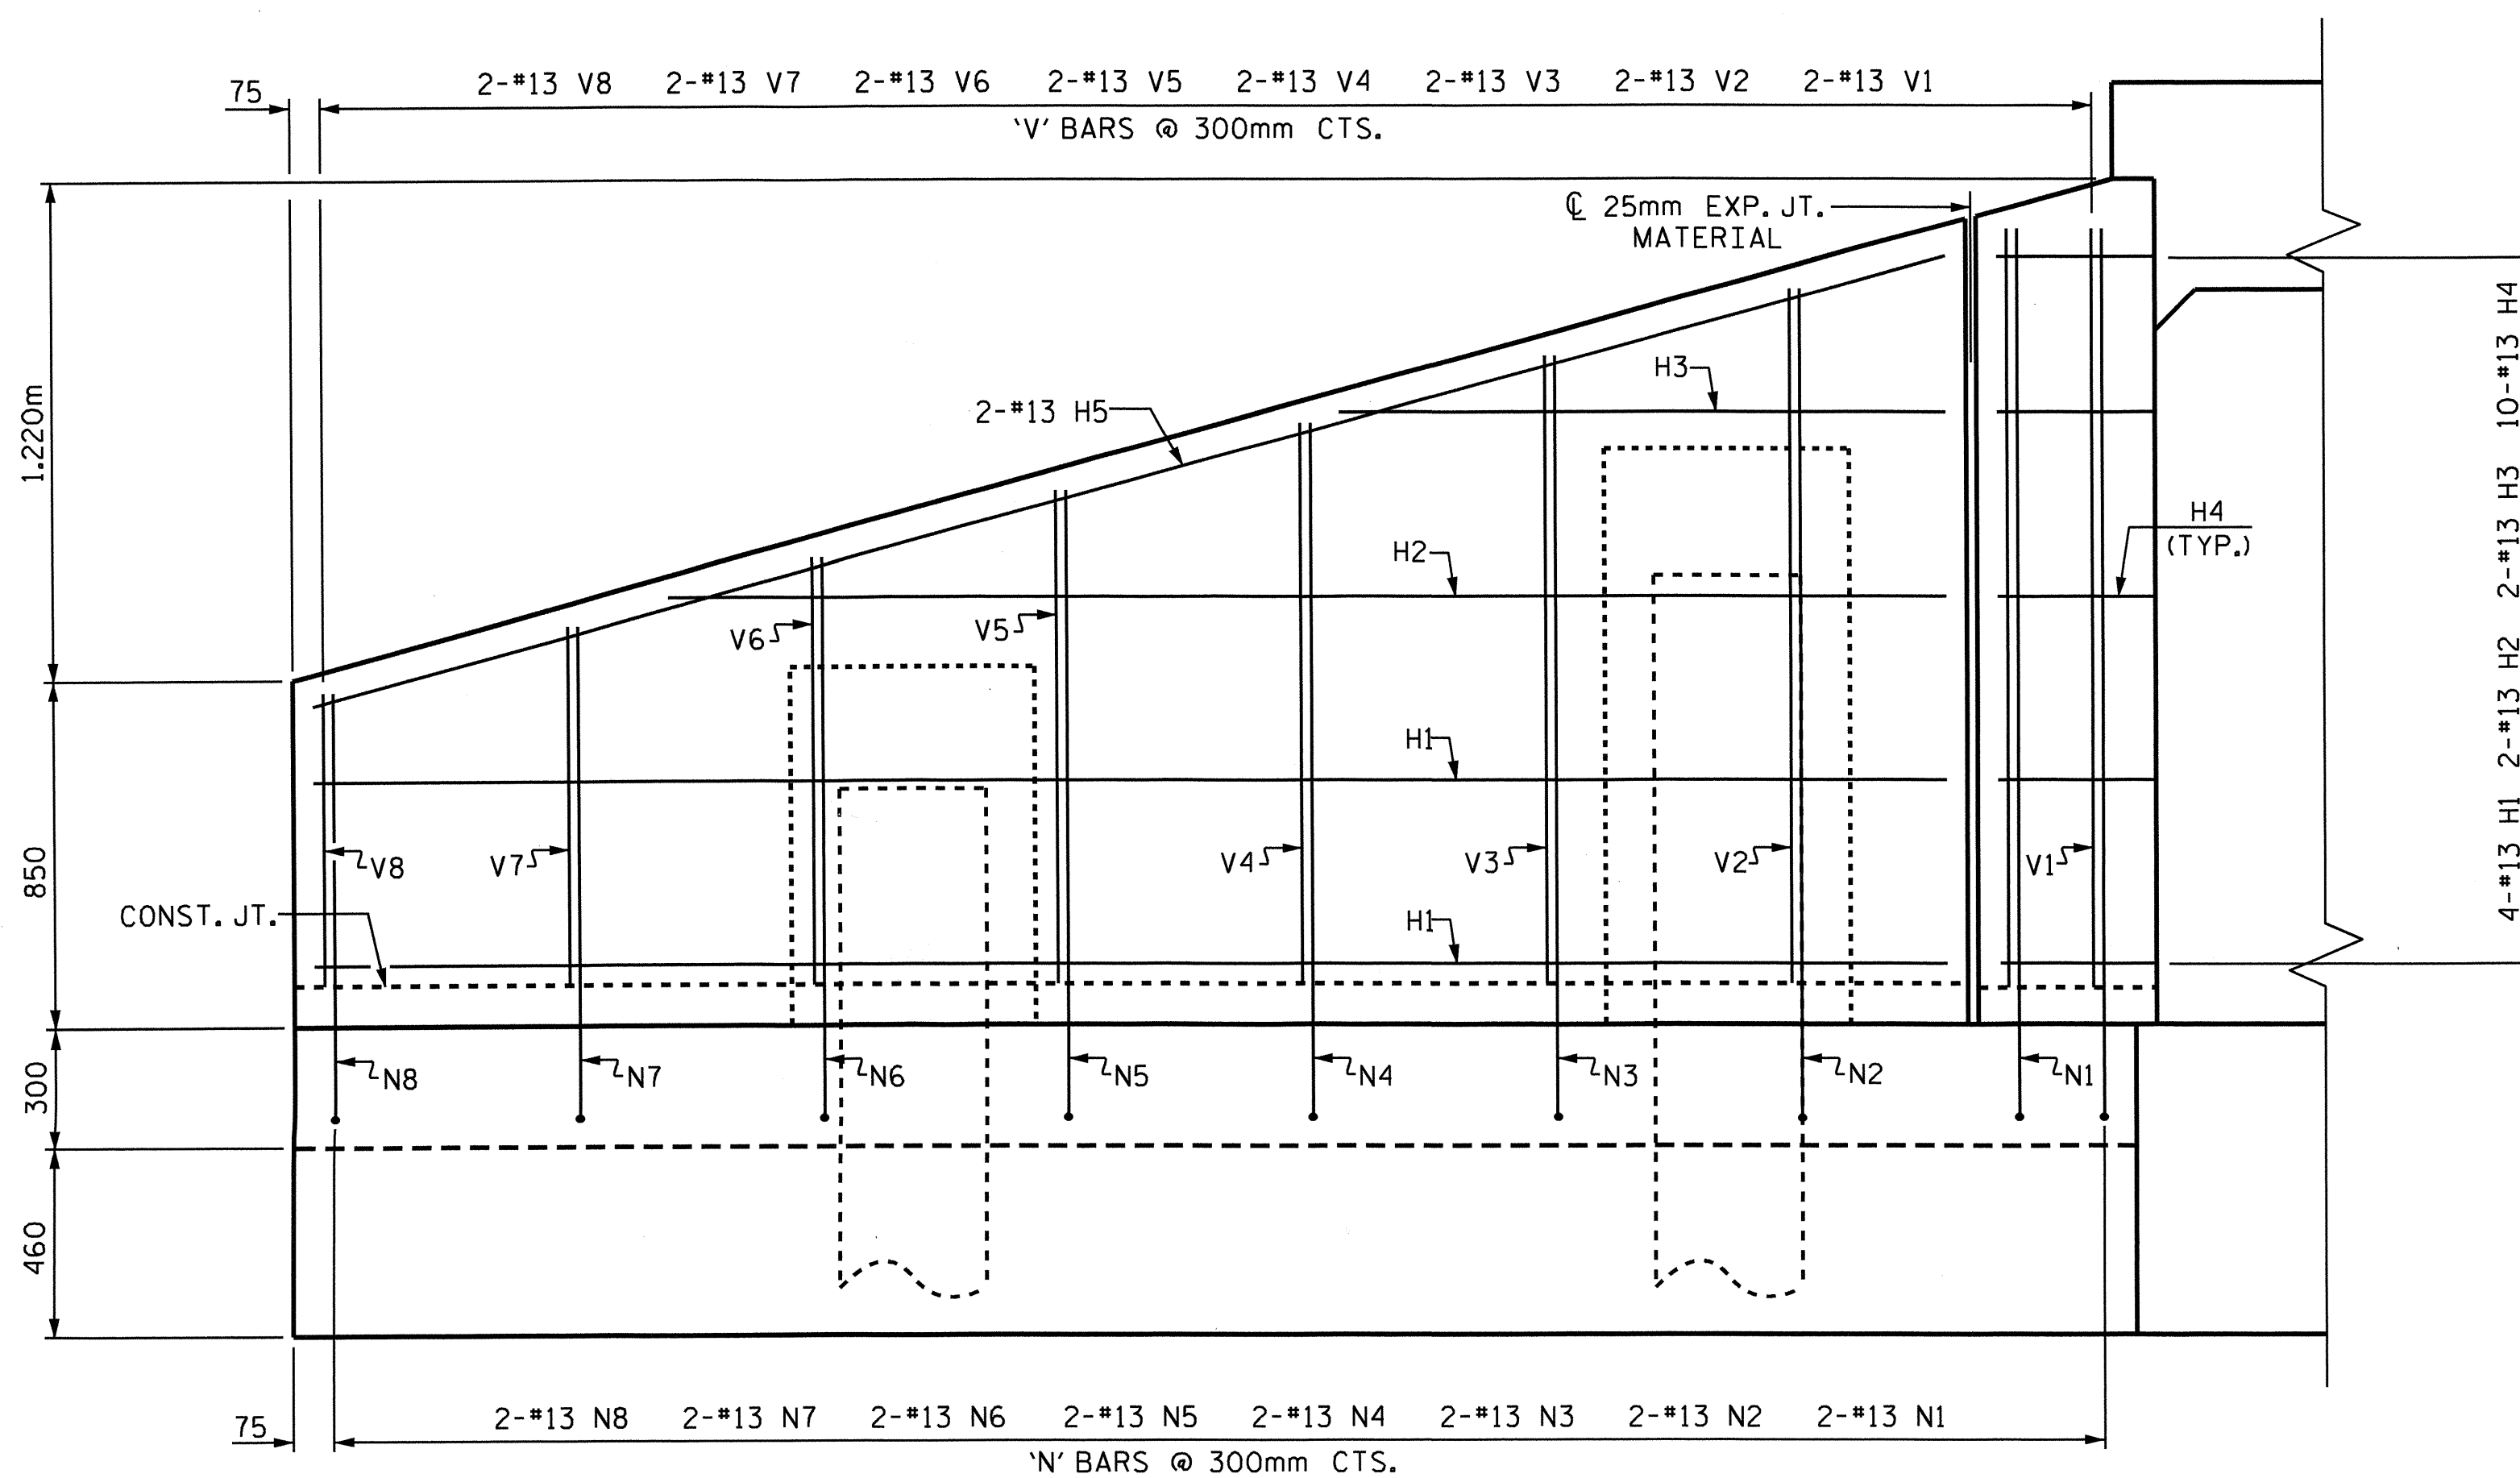 75
2-#13 V8 2-#13 V7 2-#13 V6 2-#13 V5 2-#13 V4 2-#13 V3 2-#13 V2 2-#13 V1
'V' BARS @ 300mm CTS.
℄ 25mm EXP. JT.
MATERIAL
1.220m
2-#13 H5
H3
H2
H4
(TYP.)
4-#13 H1 2-#13 H2 2-#13 H3 10-#13 H4
V6
V5
H1
850
V8
V7
V4
V3
V2
V1
CONST. JT.
H1
300
N8
N7
N6
N5
N4
N3
N2
N1
460
75
2-#13 N8 2-#13 N7 2-#13 N6 2-#13 N5 2-#13 N4 2-#13 N3 2-#13 N2 2-#13 N1
'N' BARS @ 300mm CTS.